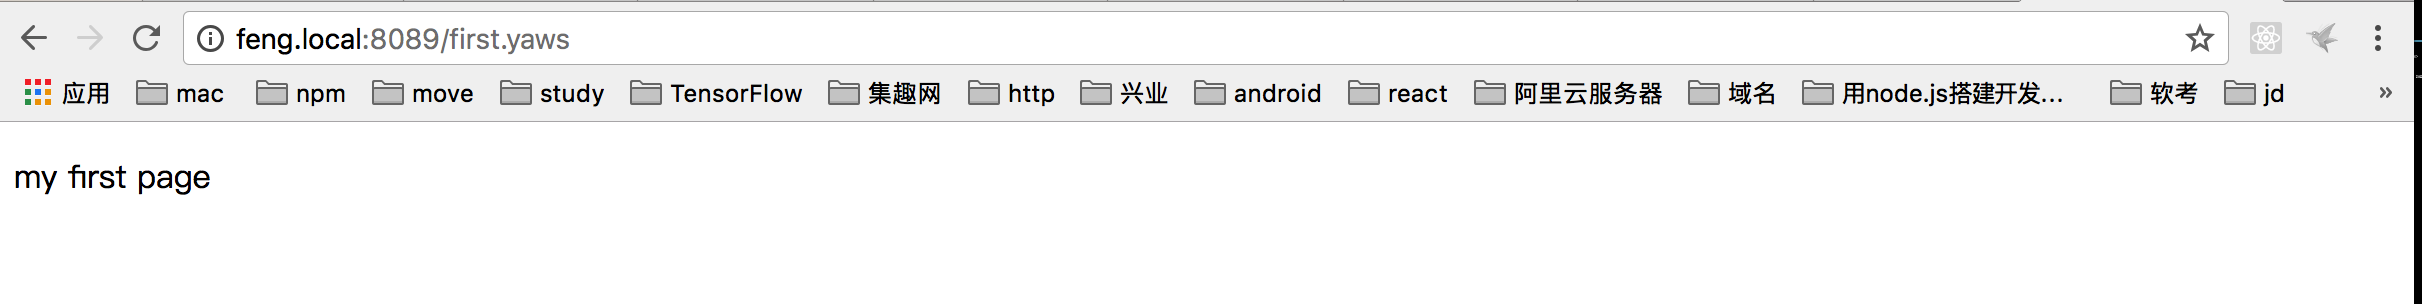 feng.local:8089/first.yaws
应用 mac npm move study TensorFlow 集趣网 http 兴业 android react 阿里云服务器 域名 用node.js搭建开发... 软考 jd »
my first page